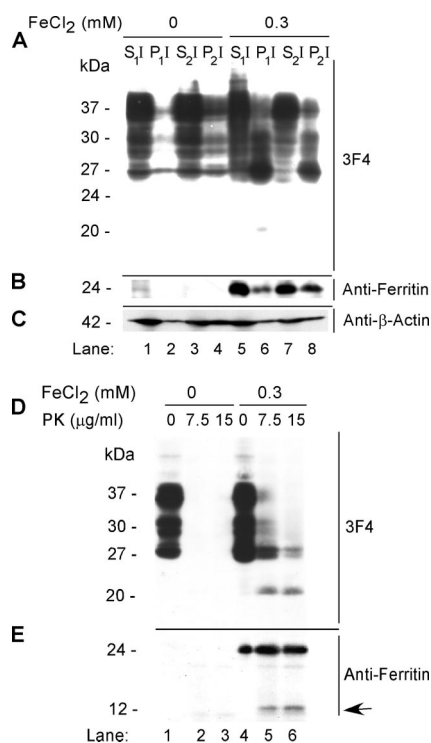 FeCl₂ (mM) 0 0.3
A S₁I P₁I S₂I P₂I S₁I P₁I S₂I P₂I
kDa
37 -
30 -
27 - 3F4
24 -
20 -
B 24 - Anti-Ferritin
C 42 - Anti-β-Actin
Lane: 1 2 3 4 5 6 7 8
FeCl₂ (mM) 0 0.3
D PK (μg/ml) 0 7.5 15 0 7.5 15
kDa
37 -
30 - 3F4
27 -
20 -
E 24 -
Anti-Ferritin
12 -
Lane: 1 2 3 4 5 6